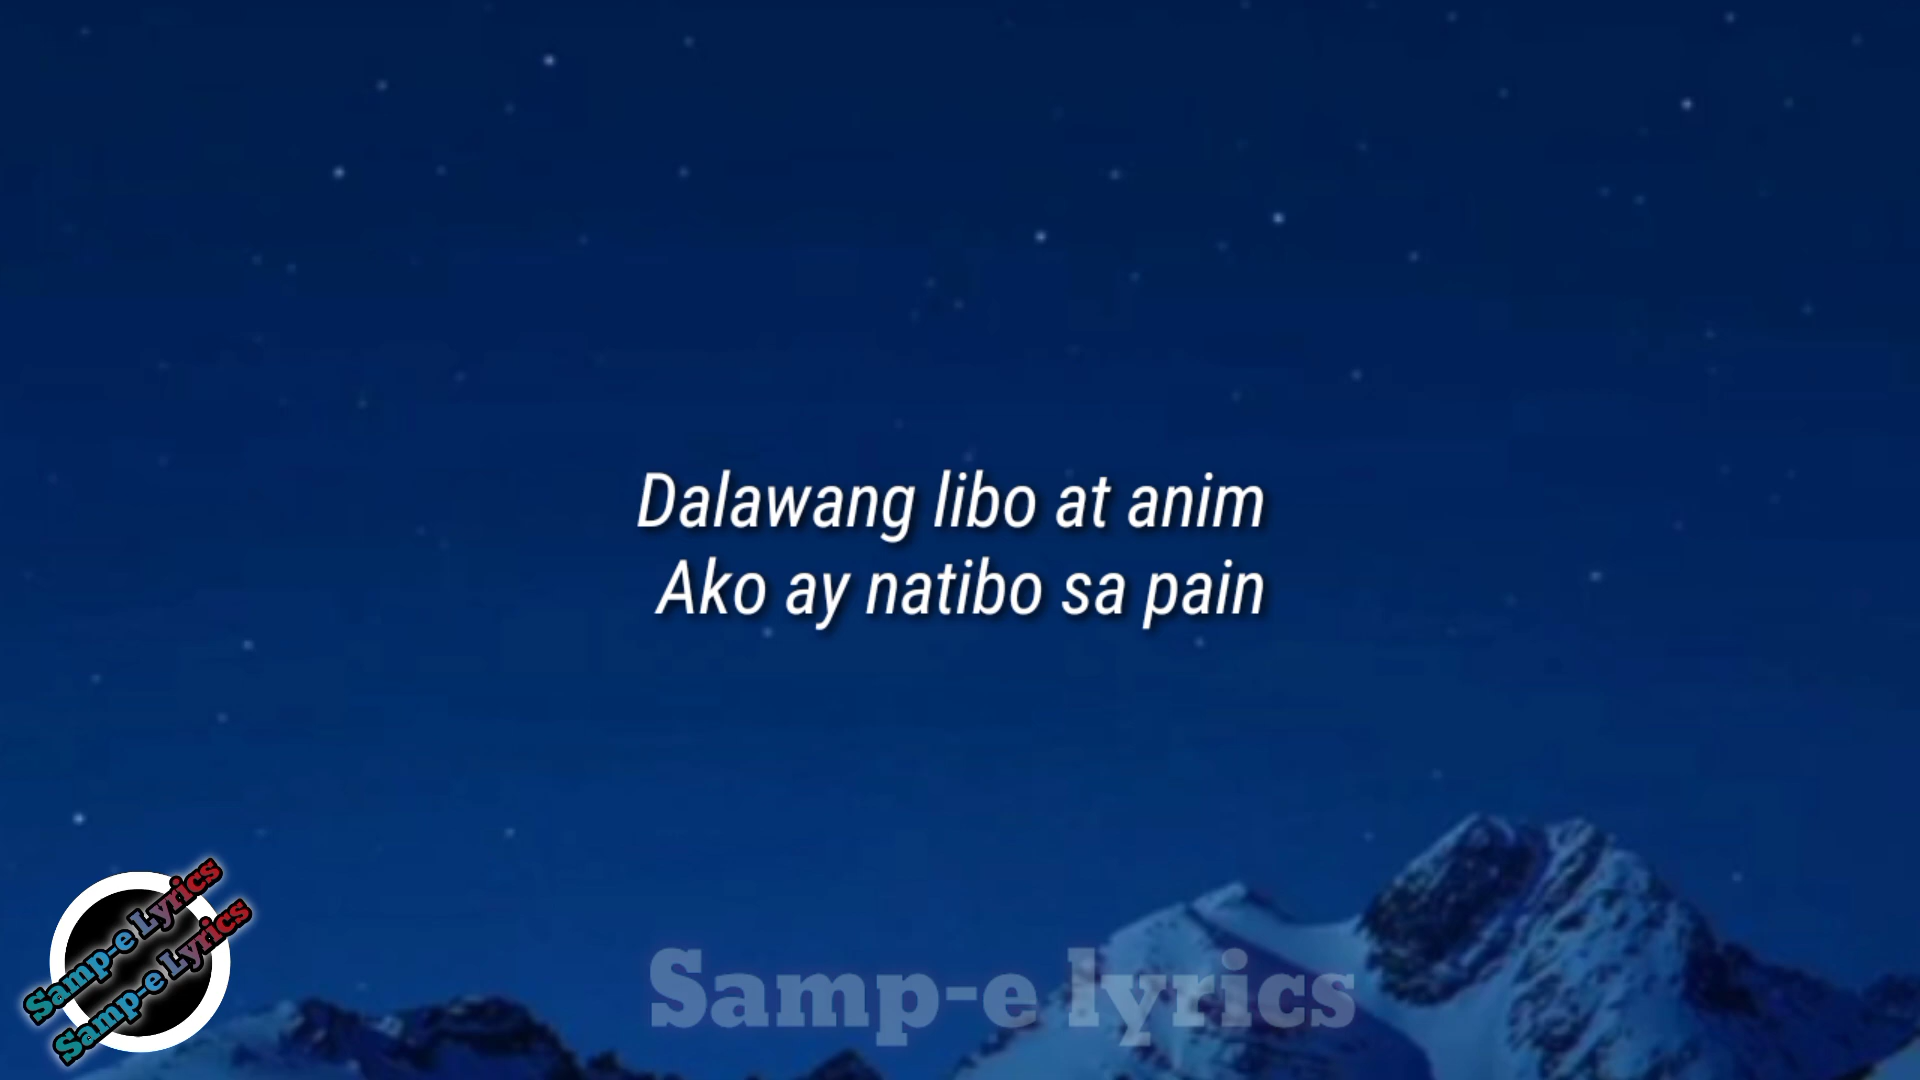 Dalawang libo at anim
Ako ay natibo sa pain
Samp-e Lyrics
Samp-e Lyrics
Samp-e lyrics